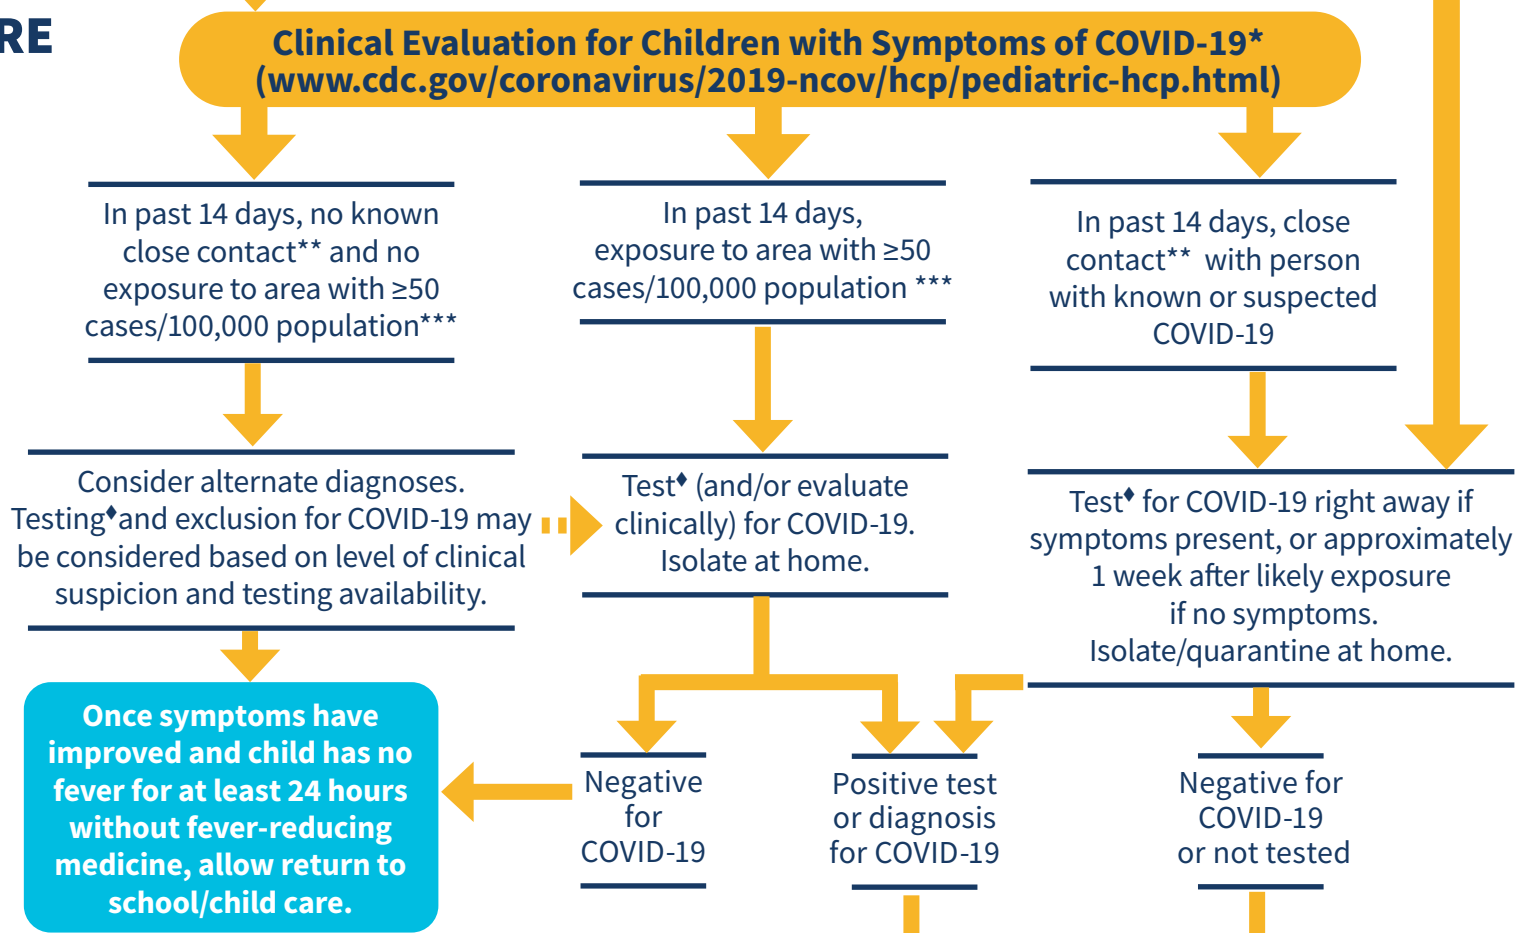 RE
Clinical Evaluation for Children with Symptoms of COVID-19*
(www.cdc.gov/coronavirus/2019-ncov/hcp/pediatric-hcp.html)
In past 14 days, no known
close contact** and no
exposure to area with ≥50
cases/100,000 population***
In past 14 days,
exposure to area with ≥50
cases/100,000 population ***
In past 14 days, close
contact** with person
with known or suspected
COVID-19
Consider alternate diagnoses.
Testing♦and exclusion for COVID-19 may
be considered based on level of clinical
suspicion and testing availability.
Test♦ (and/or evaluate
clinically) for COVID-19.
Isolate at home.
Test♦ for COVID-19 right away if
symptoms present, or approximately
1 week after likely exposure
if no symptoms.
Isolate/quarantine at home.
Once symptoms have
improved and child has no
fever for at least 24 hours
without fever-reducing
medicine, allow return to
school/child care.
Negative
for
COVID-19
Positive test
or diagnosis
for COVID-19
Negative for
COVID-19
or not tested